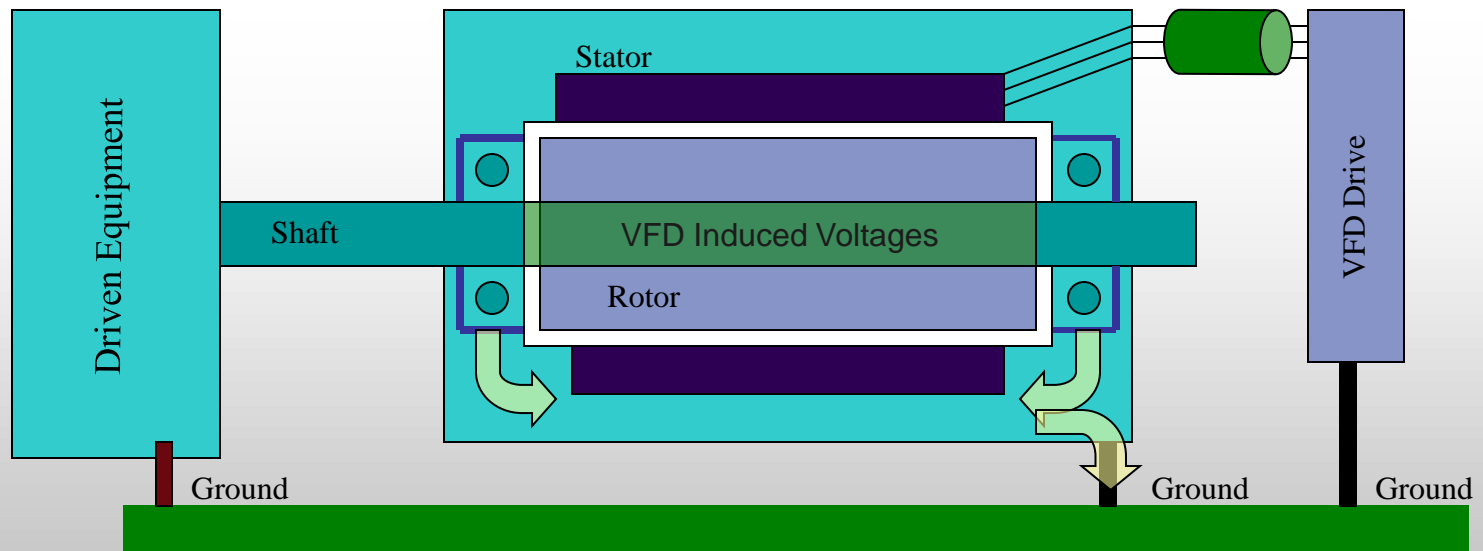 Stator
Driven Equipment
Shaft
VFD Induced Voltages
VFD Drive
Rotor
Ground
Ground
Ground